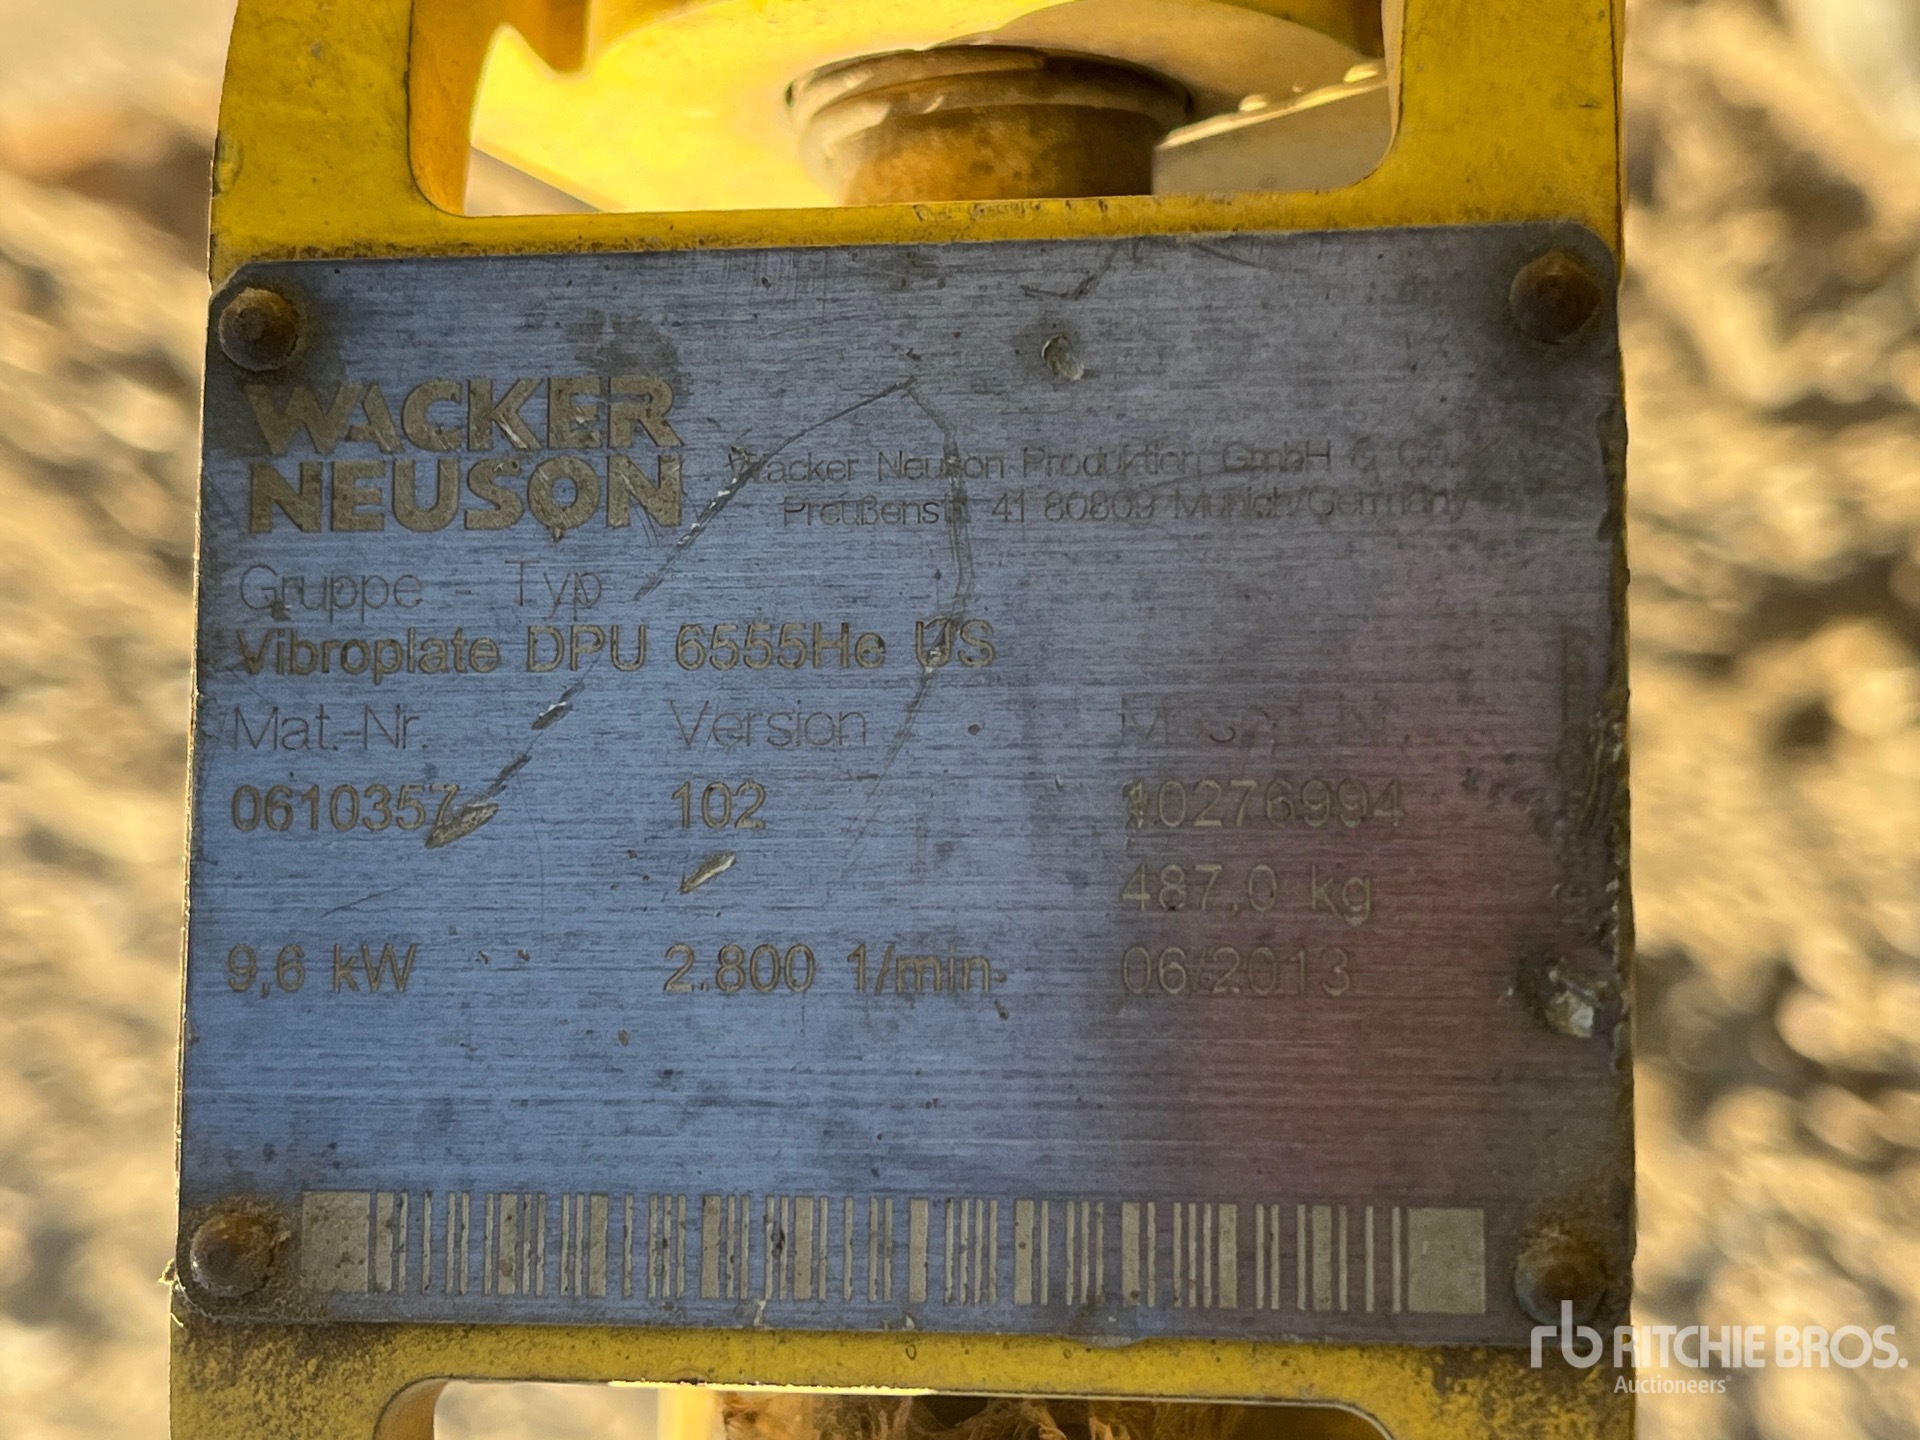 WACKER
NEUSON
Wacker Neuson Produktion GmbH & Co.
Preußenstr. 41 80809 Munich/Germany
Gruppe - Typ
Vibroplate DPU 6555He US
Mat.-Nr. Version
0610357 102 10276994
487,0 kg
9,6 kW 2.800 1/min 06/2013
rb RITCHIE BROS.
Auctioneers